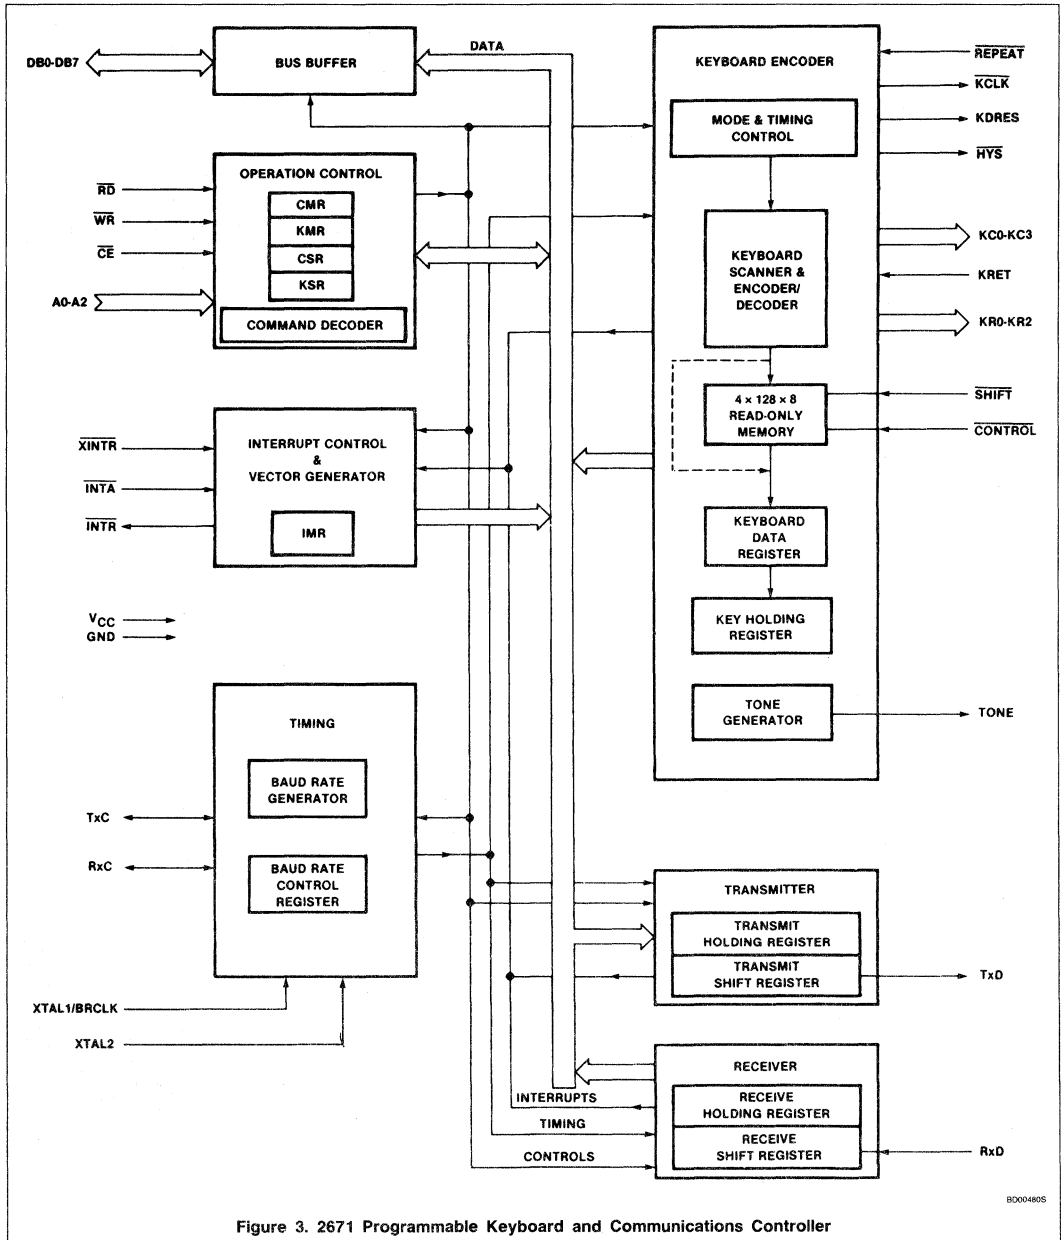 DATA
DB0-DB7
BUS BUFFER
KEYBOARD ENCODER
REPEAT
KCLK
MODE & TIMING
CONTROL
KDRES
HYS
OPERATION CONTROL
RD
CMR
WR
KMR
CE
CSR
KSR
A0-A2
COMMAND DECODER
KC0-KC3
KEYBOARD
SCANNER &
ENCODER/
DECODER
KRET
KR0-KR2
4 × 128 × 8
READ-ONLY
MEMORY
SHIFT
CONTROL
XINTR
INTERRUPT CONTROL
&
VECTOR GENERATOR
INTA
INTR
IMR
KEYBOARD
DATA
REGISTER
VCC
GND
KEY HOLDING
REGISTER
TONE
GENERATOR
TONE
TIMING
BAUD RATE
GENERATOR
TxC
RxC
BAUD RATE
CONTROL
REGISTER
TRANSMITTER
TRANSMIT
HOLDING REGISTER
TRANSMIT
SHIFT REGISTER
TxD
XTAL1/BRCLK
XTAL2
RECEIVER
INTERRUPTS
RECEIVE
HOLDING REGISTER
TIMING
RECEIVE
SHIFT REGISTER
RxD
CONTROLS
BD00480S
Figure 3. 2671 Programmable Keyboard and Communications Controller